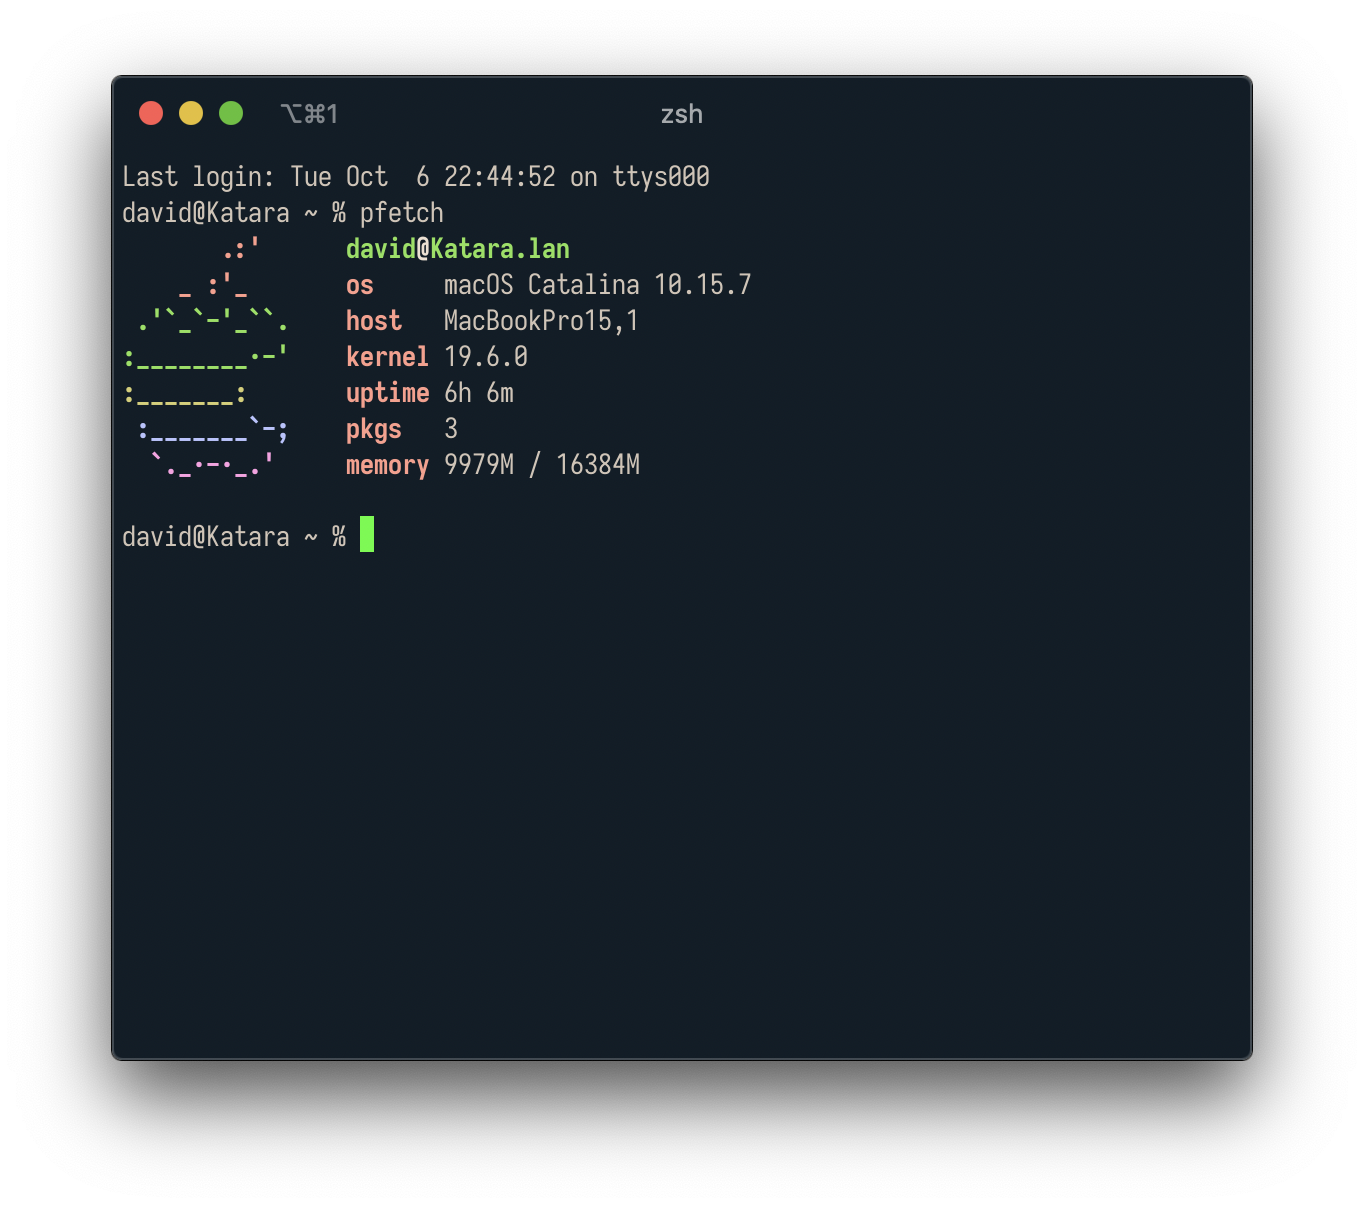 ⌥⌘1 zsh
Last login: Tue Oct  6 22:44:52 on ttys000
david@Katara ~ % pfetch
       .:'      david@Katara.lan
    _ :'_       os     macOS Catalina 10.15.7
 .'`_`-'_``.    host   MacBookPro15,1
:________.-'    kernel 19.6.0
:_______:       uptime 6h 6m
 :_______`-;    pkgs   3
  `._.-._.'     memory 9979M / 16384M
david@Katara ~ %